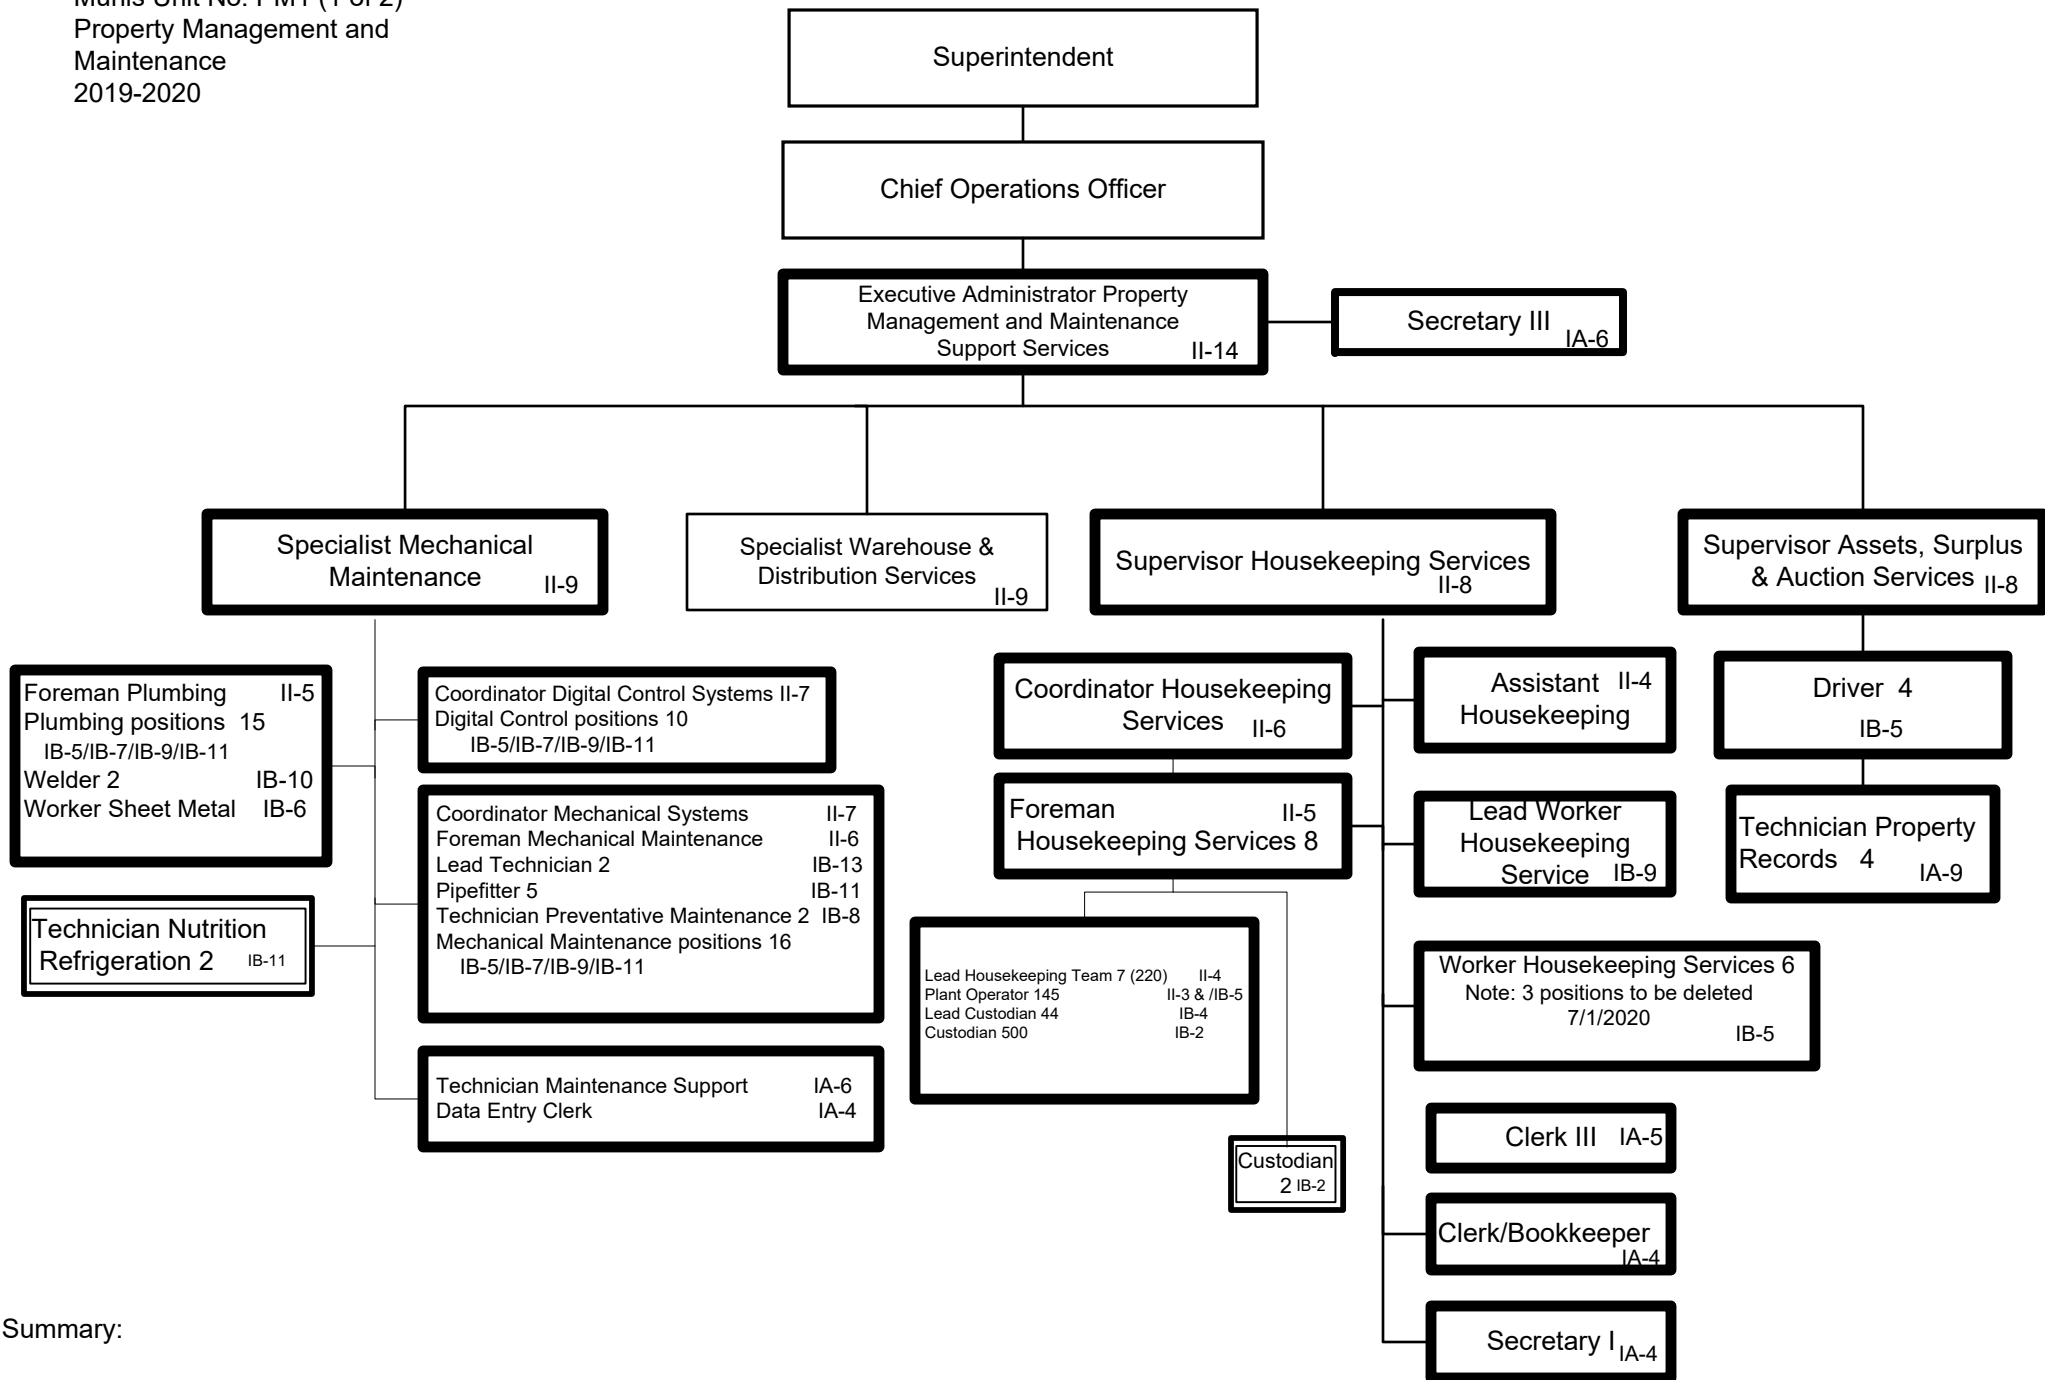 Munis Unit No. PM1 (1 of 2)
Property Management and
Maintenance
2019-2020
Superintendent
Chief Operations Officer
Executive Administrator Property
Management and Maintenance
Support Services II-14
Secretary III IA-6
Specialist Mechanical
Maintenance II-9
Specialist Warehouse &
Distribution Services
II-9
Supervisor Housekeeping Services
II-8
Supervisor Assets, Surplus
& Auction Services II-8
Foreman Plumbing II-5
Plumbing positions 15
IB-5/IB-7/IB-9/IB-11
Welder 2 IB-10
Worker Sheet Metal IB-6
Technician Nutrition
Refrigeration 2 IB-11
Coordinator Digital Control Systems II-7
Digital Control positions 10
IB-5/IB-7/IB-9/IB-11
Coordinator Mechanical Systems II-7
Foreman Mechanical Maintenance II-6
Lead Technician 2 IB-13
Pipefitter 5 IB-11
Technician Preventative Maintenance 2 IB-8
Mechanical Maintenance positions 16
IB-5/IB-7/IB-9/IB-11
Technician Maintenance Support IA-6
Data Entry Clerk IA-4
Coordinator Housekeeping
Services II-6
Foreman II-5
Housekeeping Services 8
Lead Housekeeping Team 7 (220) II-4
Plant Operator 145 II-3 & /IB-5
Lead Custodian 44 IB-4
Custodian 500 IB-2
Custodian
2 IB-2
Assistant II-4
Housekeeping
Lead Worker
Housekeeping
Service IB-9
Worker Housekeeping Services 6
Note: 3 positions to be deleted
7/1/2020
IB-5
Clerk III IA-5
Clerk/Bookkeeper
IA-4
Secretary I IA-4
Driver 4
IB-5
Technician Property
Records 4 IA-9
Summary: